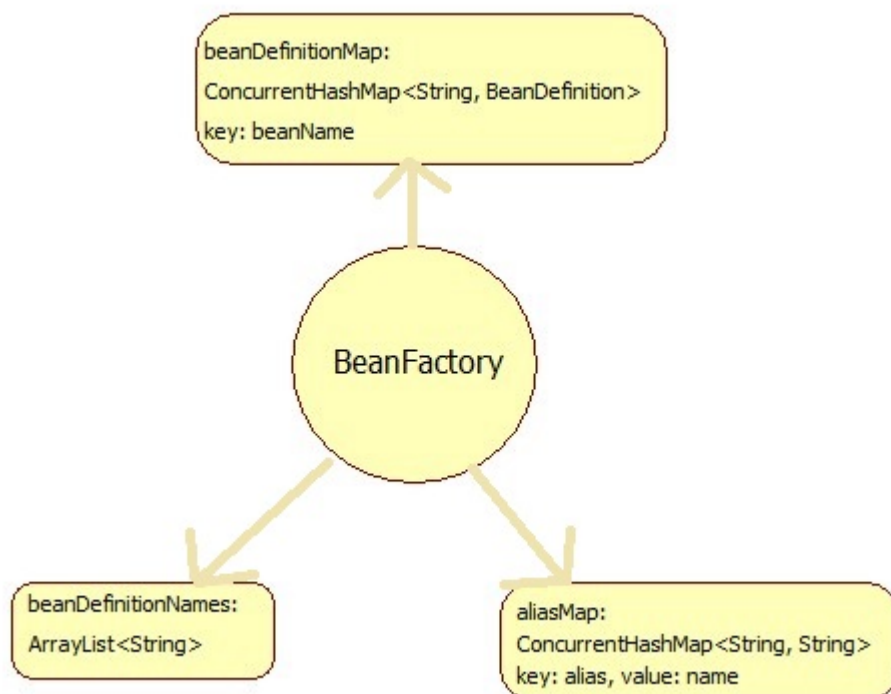 beanDefinitionMap:
ConcurrentHashMap<String, BeanDefinition>
key: beanName
BeanFactory
beanDefinitionNames:
ArrayList<String>
aliasMap:
ConcurrentHashMap<String, String>
key: alias, value: name